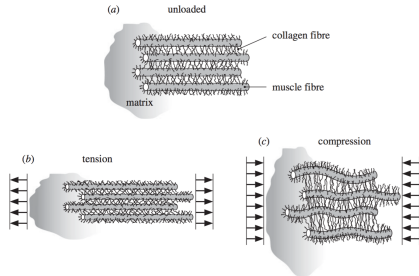 (a) unloaded
collagen fibre
muscle fibre
matrix
(b) tension
(c) compression